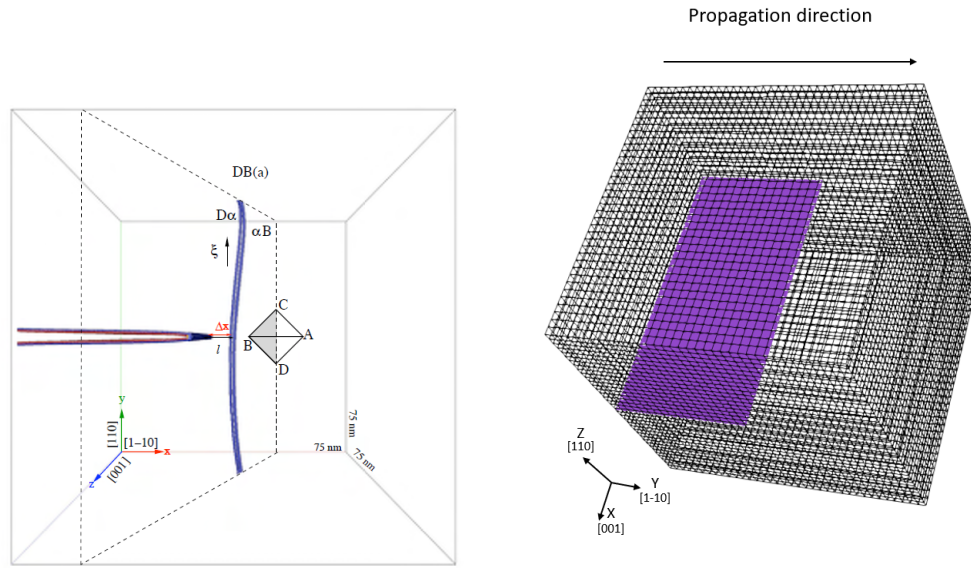 Propagation direction
DB(a)
Dα
αB
ξ
C
Δx
l
B
A
D
y
[110]
[1–10]
x
z
[001]
75 nm
75 nm
75 nm
Z
[110]
Y
[1-10]
X
[001]